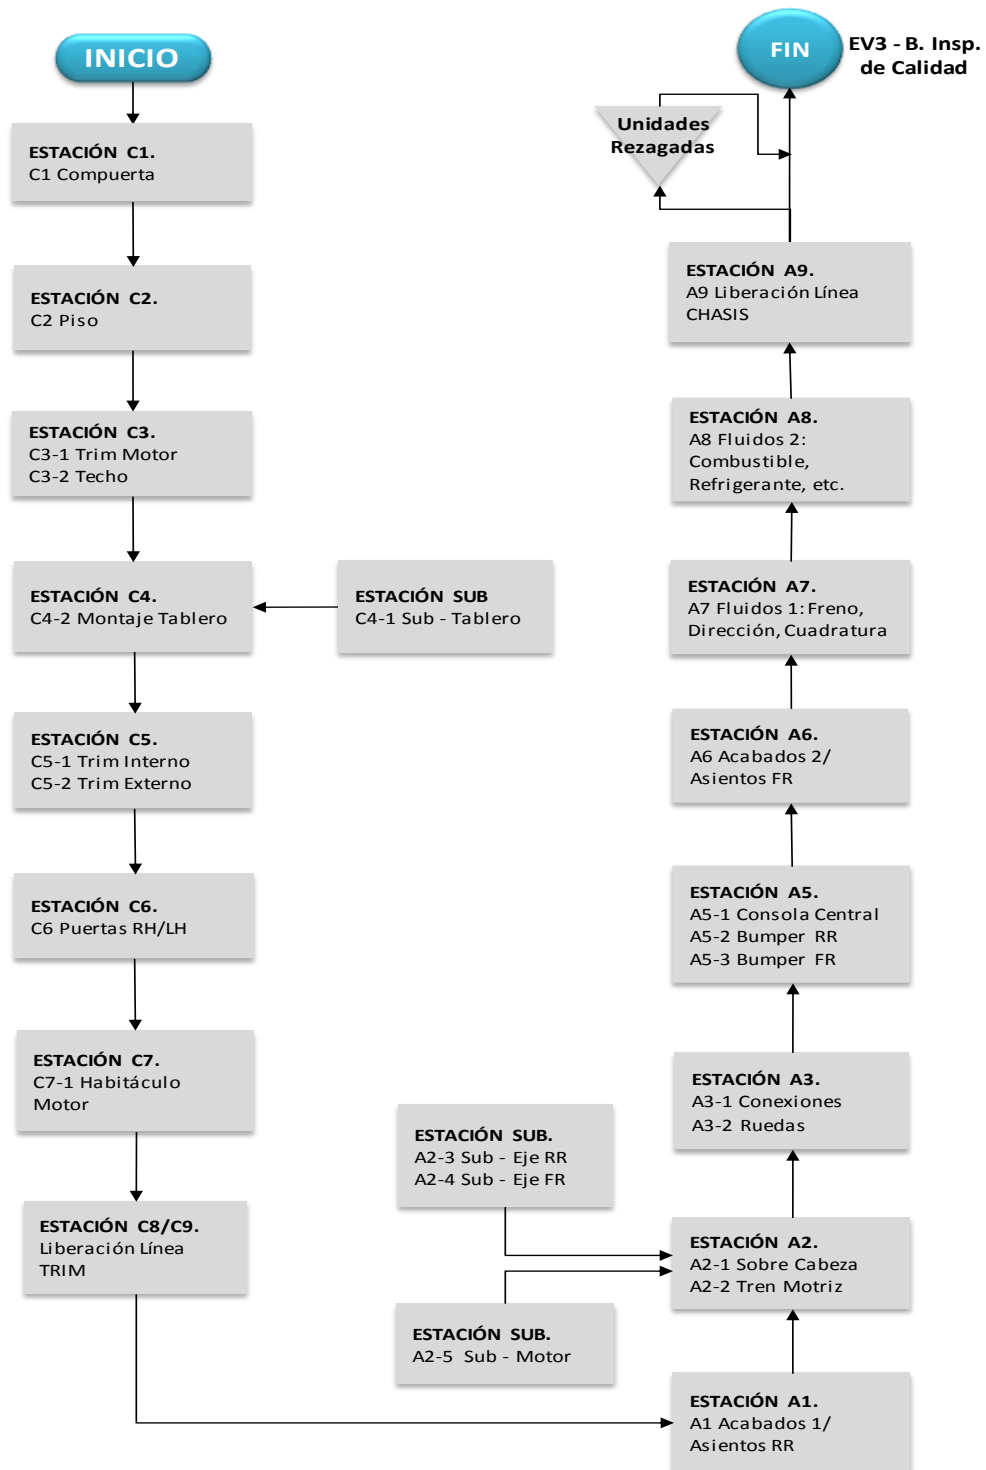 INICIO
ESTACIÓN C1.
C1 Compuerta
ESTACIÓN C2.
C2 Piso
ESTACIÓN C3.
C3-1 Trim Motor
C3-2 Techo
ESTACIÓN C4.
C4-2 Montaje Tablero
ESTACIÓN SUB
C4-1 Sub - Tablero
ESTACIÓN C5.
C5-1 Trim Interno
C5-2 Trim Externo
ESTACIÓN C6.
C6 Puertas RH/LH
ESTACIÓN C7.
C7-1 Habitáculo
Motor
ESTACIÓN C8/C9.
Liberación Línea
TRIM
ESTACIÓN A1.
A1 Acabados 1/
Asientos RR
ESTACIÓN SUB.
A2-3 Sub - Eje RR
A2-4 Sub - Eje FR
ESTACIÓN SUB.
A2-5 Sub - Motor
ESTACIÓN A2.
A2-1 Sobre Cabeza
A2-2 Tren Motriz
ESTACIÓN A3.
A3-1 Conexiones
A3-2 Ruedas
ESTACIÓN A5.
A5-1 Consola Central
A5-2 Bumper RR
A5-3 Bumper FR
ESTACIÓN A6.
A6 Acabados 2/
Asientos FR
ESTACIÓN A7.
A7 Fluidos 1: Freno,
Dirección, Cuadratura
ESTACIÓN A8.
A8 Fluidos 2:
Combustible,
Refrigerante, etc.
ESTACIÓN A9.
A9 Liberación Línea
CHASIS
Unidades
Rezagadas
FIN
EV3 - B. Insp.
de Calidad